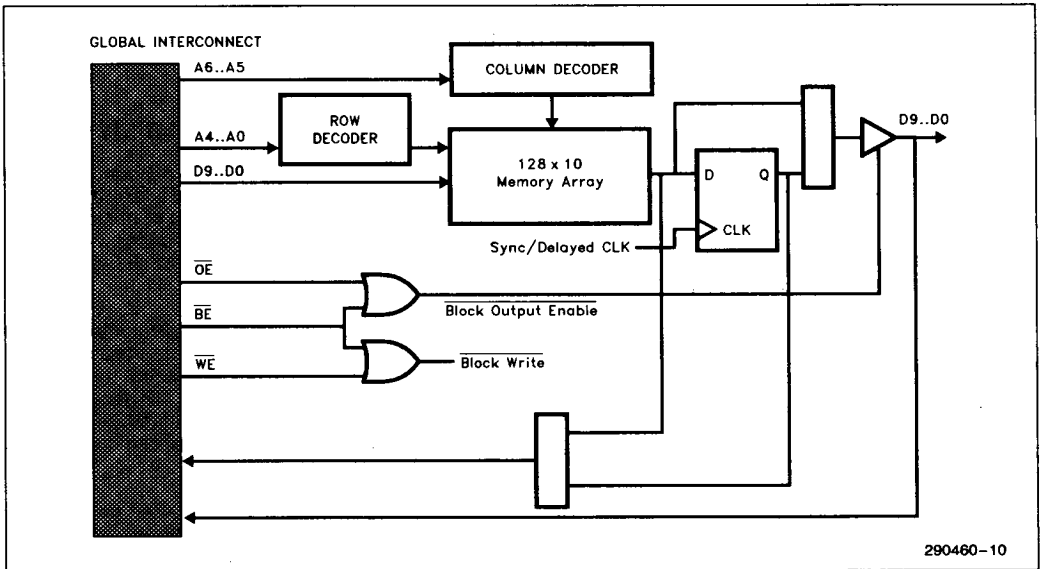 GLOBAL INTERCONNECT
A6..A5
COLUMN DECODER
A4..A0
ROW
DECODER
D9..D0
128 x 10
Memory Array
D
Q
CLK
Sync/Delayed CLK
D9..D0
OE
BE
WE
Block Output Enable
Block Write
290460-10